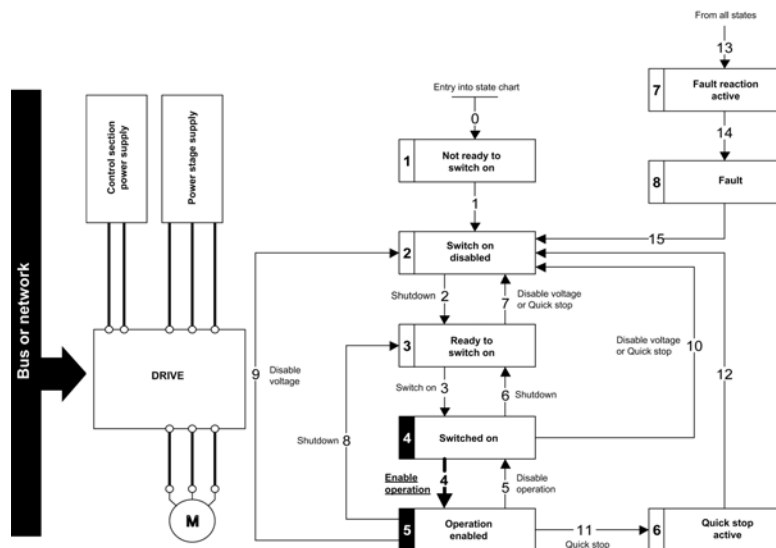 From all states
13
7
Fault reaction
active
14
8
Fault
15
Entry into state chart
0
1
Not ready to
switch on
1
2
Switch on
disabled
Shutdown 2
7 Disable voltage
or Quick stop
3
Ready to
switch on
Switch on 3
6 Shutdown
4
Switched on
Enable
operation
4
5 Disable
operation
5
Operation
enabled
11
Quick stop
6
Quick stop
active
Disable voltage
or Quick stop
10
12
9 Disable
voltage
Shutdown 8
Bus or network
Control section
power supply
Power stage supply
DRIVE
M